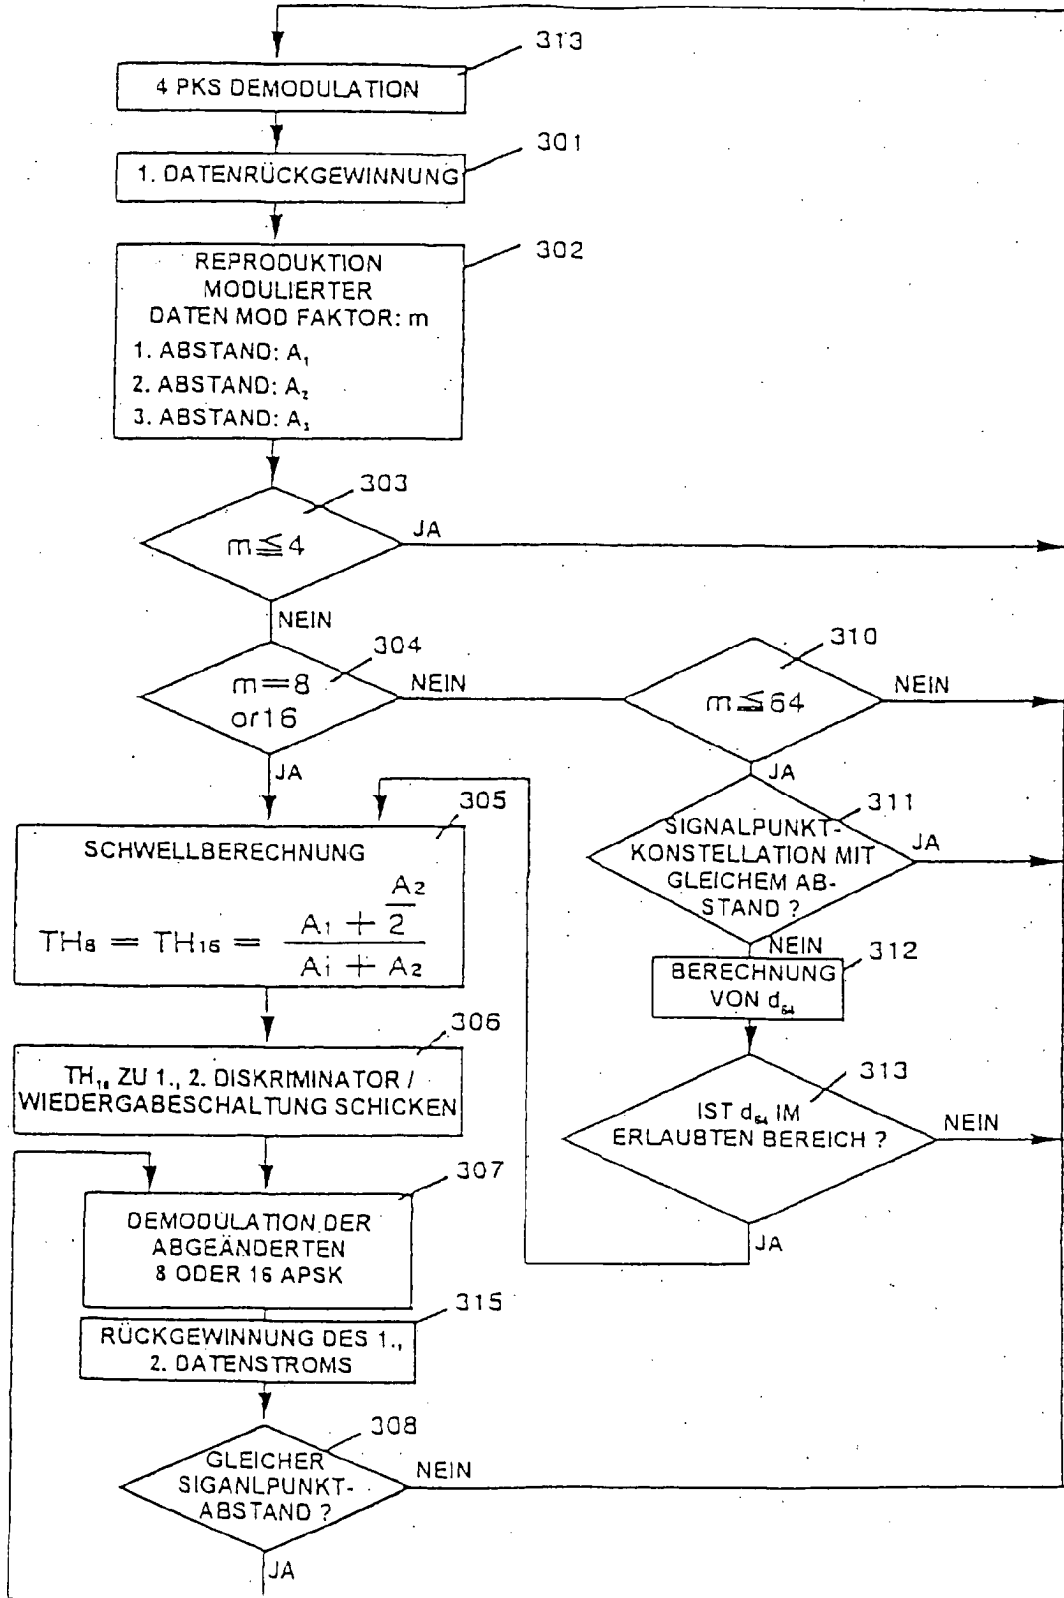 313
4 PKS DEMODULATION
301
1. DATENRÜCKGEWINNUNG
302
REPRODUKTION
MODULIERTER
DATEN MOD FAKTOR: m
1. ABSTAND: A₁
2. ABSTAND: A₂
3. ABSTAND: A₃
303
m≦4
JA
NEIN
304
m=8
or16
NEIN
JA
310
m≦64
NEIN
JA
305
SCHWELLBERECHNUNG
A₂
A₁ + 2
TH₈ = TH₁₆ =
Ai + A₂
311
SIGNALPUNKT-
KONSTELLATION MIT
GLEICHEM AB-
STAND ?
JA
NEIN
312
BERECHNUNG
VON d₆₄
306
TH₁₆ ZU 1., 2. DISKRIMINATOR /
WIEDERGABESCHALTUNG SCHICKEN
313
IST d₆₄ IM
ERLAUBTEN BEREICH ?
NEIN
JA
307
DEMODULATION DER
ABGEÄNDERTEN
8 ODER 16 APSK
315
RÜCKGEWINNUNG DES 1.,
2. DATENSTROMS
308
GLEICHER
SIGANLPUNKT-
ABSTAND ?
NEIN
JA